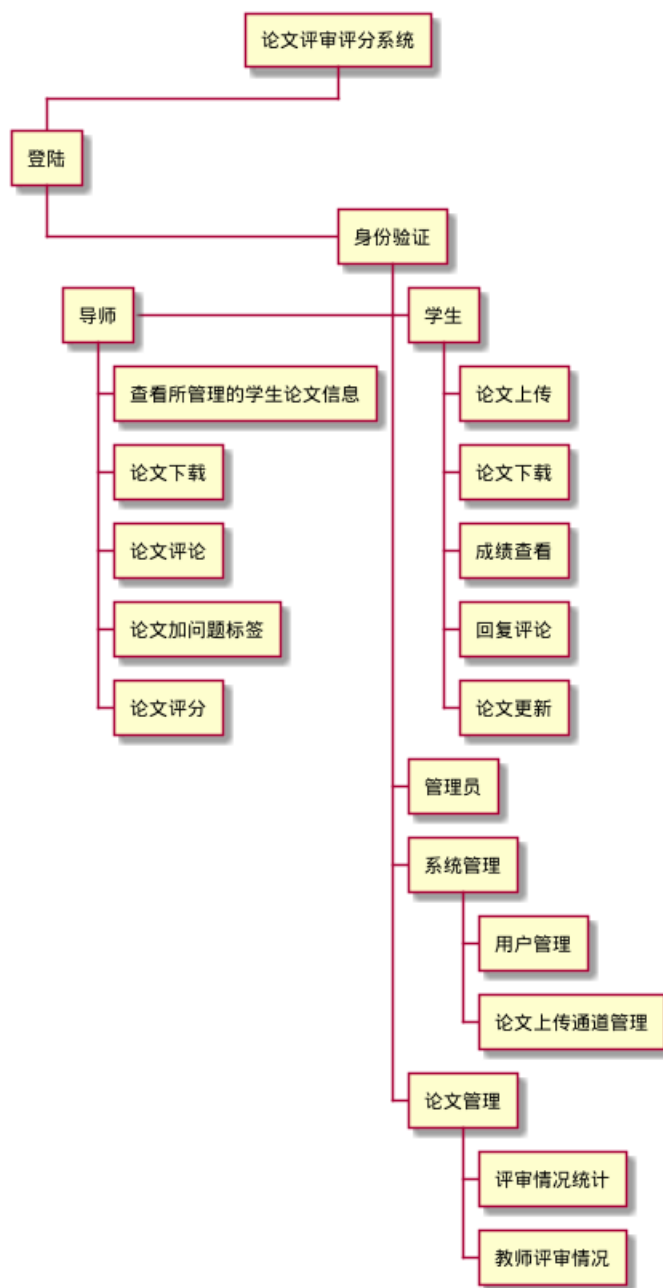 论文评审评分系统
登陆
身份验证
导师
查看所管理的学生论文信息
论文下载
论文评论
论文加问题标签
论文评分
学生
论文上传
论文下载
成绩查看
回复评论
论文更新
管理员
系统管理
用户管理
论文上传通道管理
论文管理
评审情况统计
教师评审情况